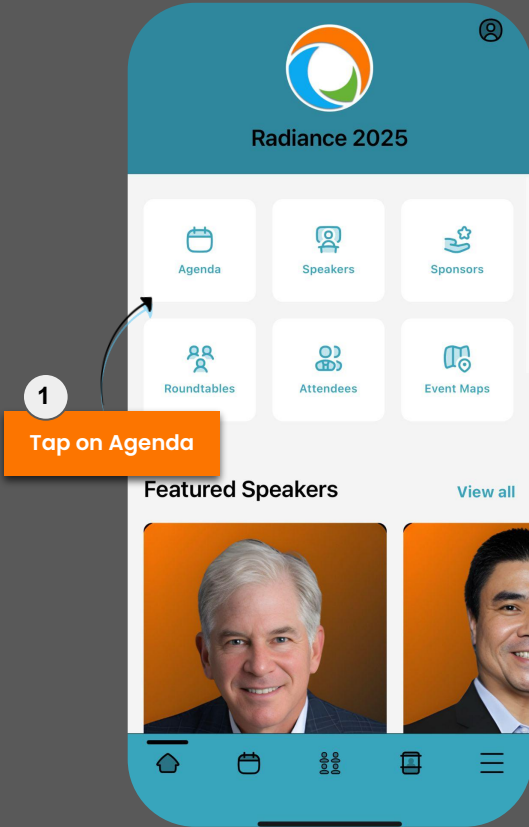 Radiance 2025
Agenda
Speakers
Sponsors
Roundtables
Attendees
Event Maps
1
Tap on Agenda
Featured Speakers
View all